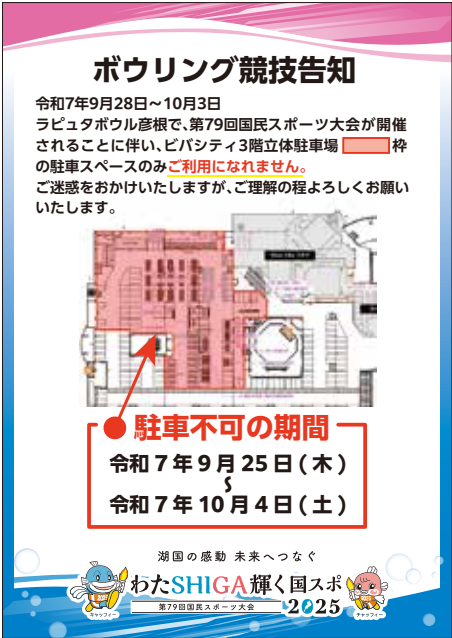 ボウリング競技告知
令和7年9月28日～10月3日
ラピュタボウル彦根で、第79回国民スポーツ大会が開催
されることに伴い、ビバシティ3階立体駐車場 枠
の駐車スペースのみご利用になれません。
ご迷惑をおかけいたしますが、ご理解の程よろしくお願い
いたします。
駐車不可の期間
令和7年9月25日(木)
～
令和7年10月4日(土)
湖国の感動 未来へつなぐ
わたSHIGA輝く国スポ
第79回国民スポーツ大会 2025
キャッフィー
チャッフィー